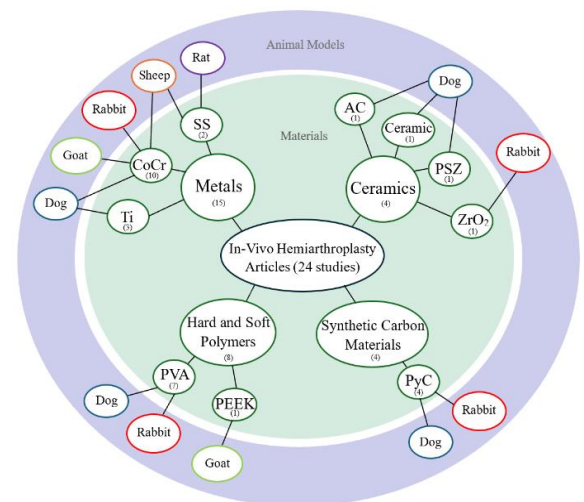 Animal Models
Rat
Sheep
Dog
Rabbit
SS
(2)
AC
(1)
Materials
Ceramic
(1)
Goat
CoCr
(10)
PSZ
(1)
Rabbit
Metals
(15)
Ceramics
(4)
Dog
Ti
(3)
ZrO2
(1)
In-Vivo Hemiarthroplasty
Articles (24 studies)
Hard and Soft
Polymers
(8)
Synthetic Carbon
Materials
(4)
PVA
(7)
PyC
(4)
Dog
PEEK
(1)
Rabbit
Rabbit
Dog
Goat